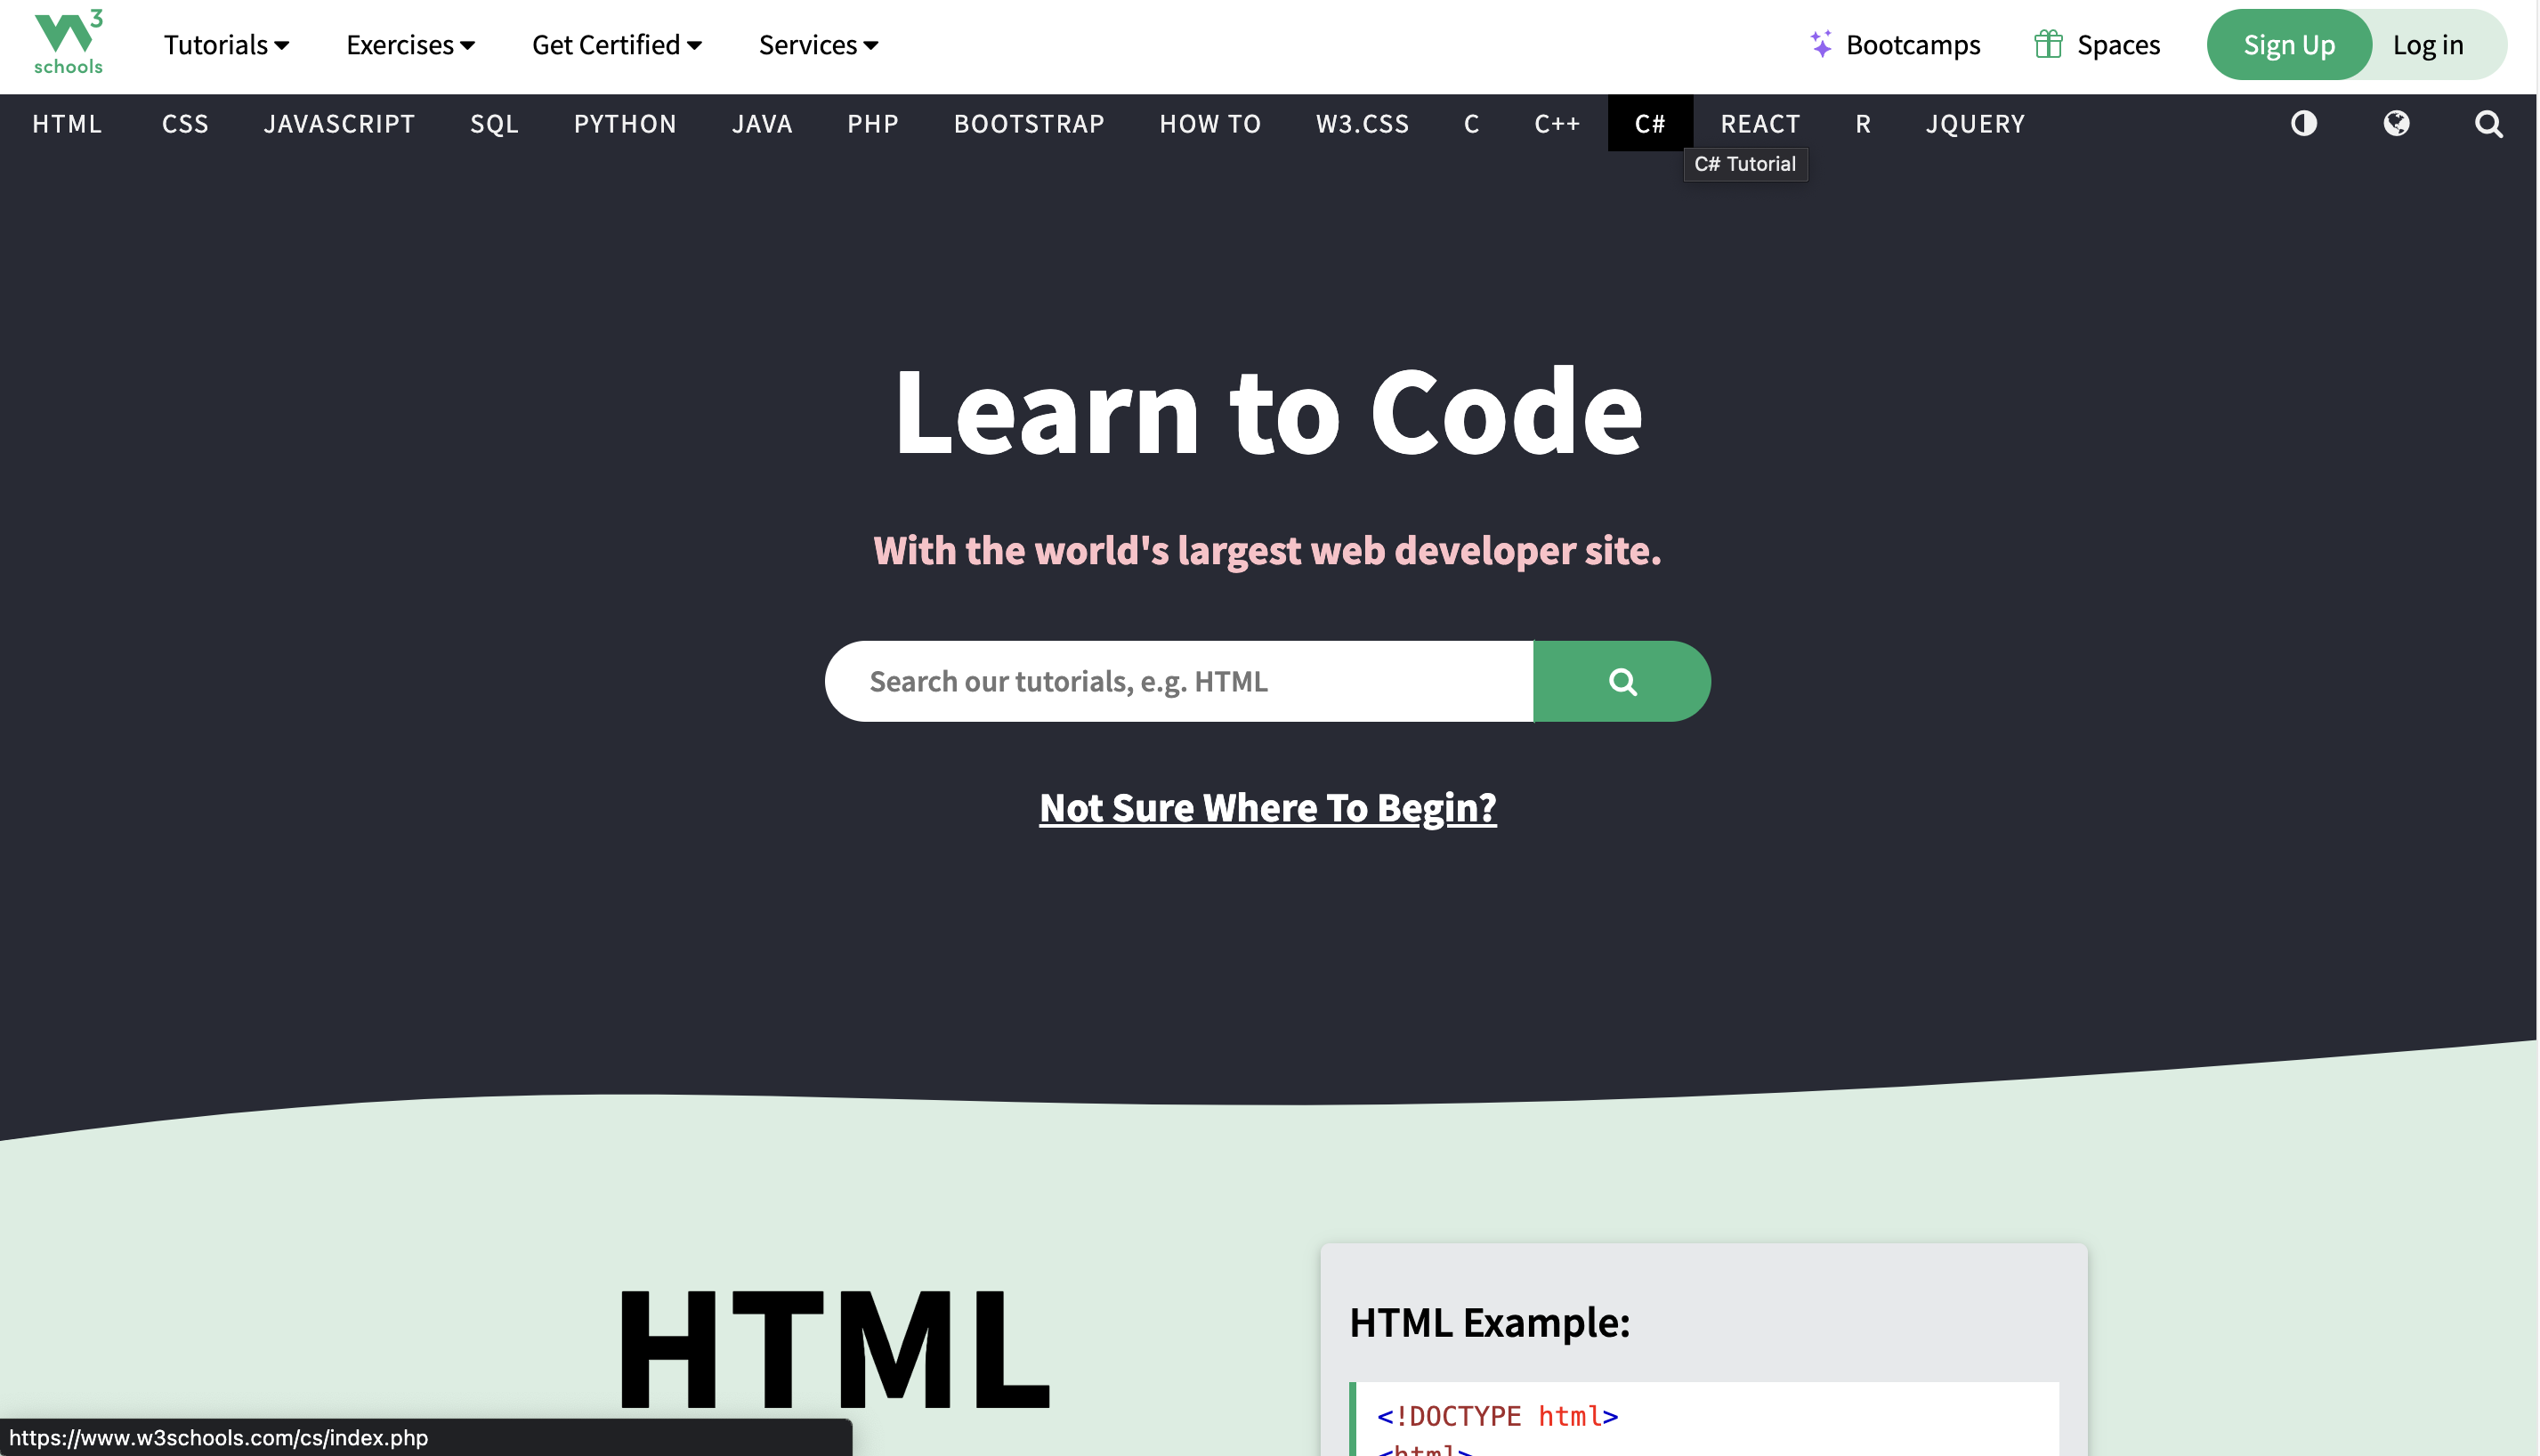 W3
schools
Tutorials
Exercises
Get Certified
Services
Bootcamps
Spaces
Sign Up
Log in
HTML
CSS
JAVASCRIPT
SQL
PYTHON
JAVA
PHP
BOOTSTRAP
HOW TO
W3.CSS
C
C++
C#
REACT
R
JQUERY
C# Tutorial
Learn to Code
With the world's largest web developer site.
Search our tutorials, e.g. HTML
Not Sure Where To Begin?
HTML
HTML Example:
<!DOCTYPE html>
<html>
https://www.w3schools.com/cs/index.php